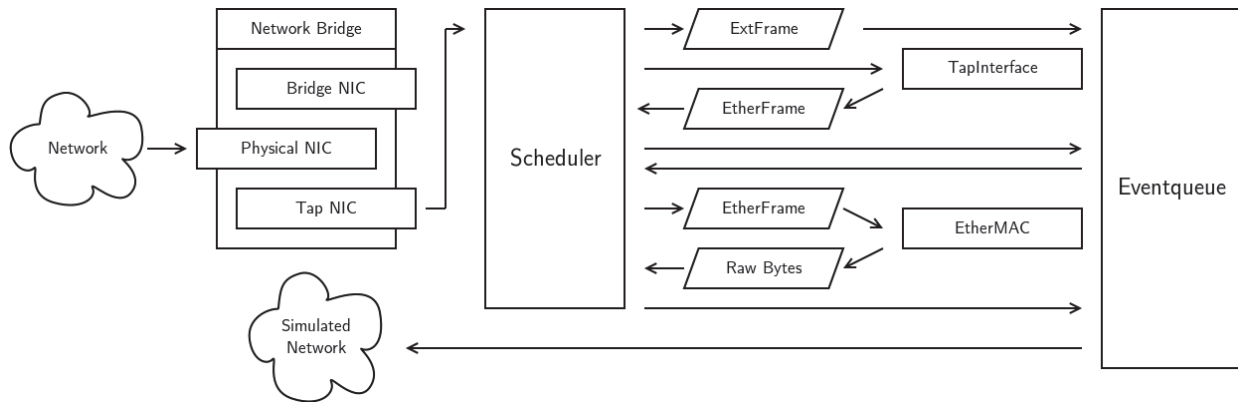 Network Bridge
Bridge NIC
Physical NIC
Tap NIC
Network
Scheduler
ExtFrame
TapInterface
EtherFrame
EtherFrame
EtherMAC
Raw Bytes
Eventqueue
Simulated
Network